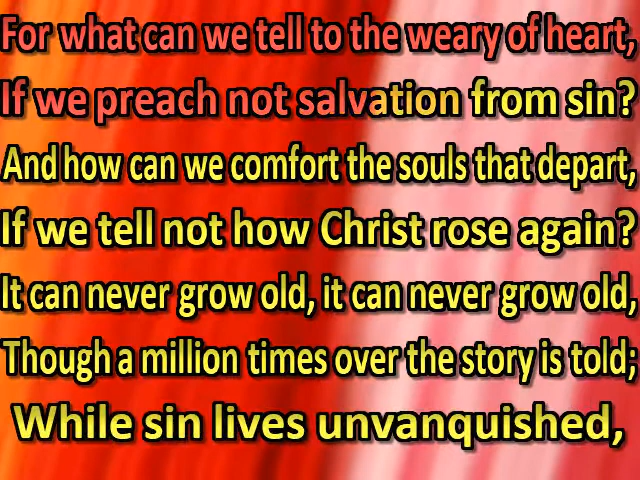 For what can we tell to the weary of heart,
If we preach not salvation from sin?
And how can we comfort the souls that depart,
If we tell not how Christ rose again?
It can never grow old, it can never grow old,
Though a million times over the story is told;
While sin lives unvanquished,